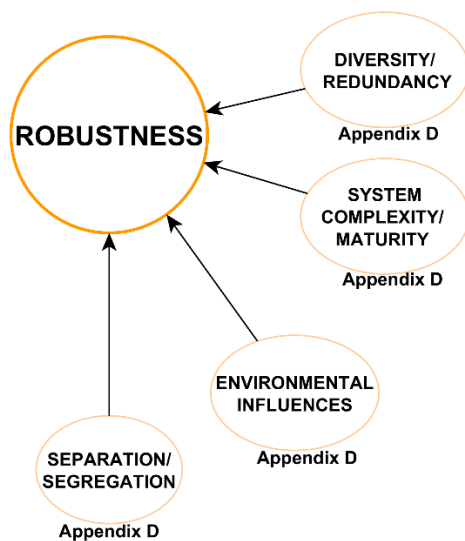 DIVERSITY/
REDUNDANCY
Appendix D
ROBUSTNESS
SYSTEM
COMPLEXITY/
MATURITY
Appendix D
ENVIRONMENTAL
INFLUENCES
Appendix D
SEPARATION/
SEGREGATION
Appendix D